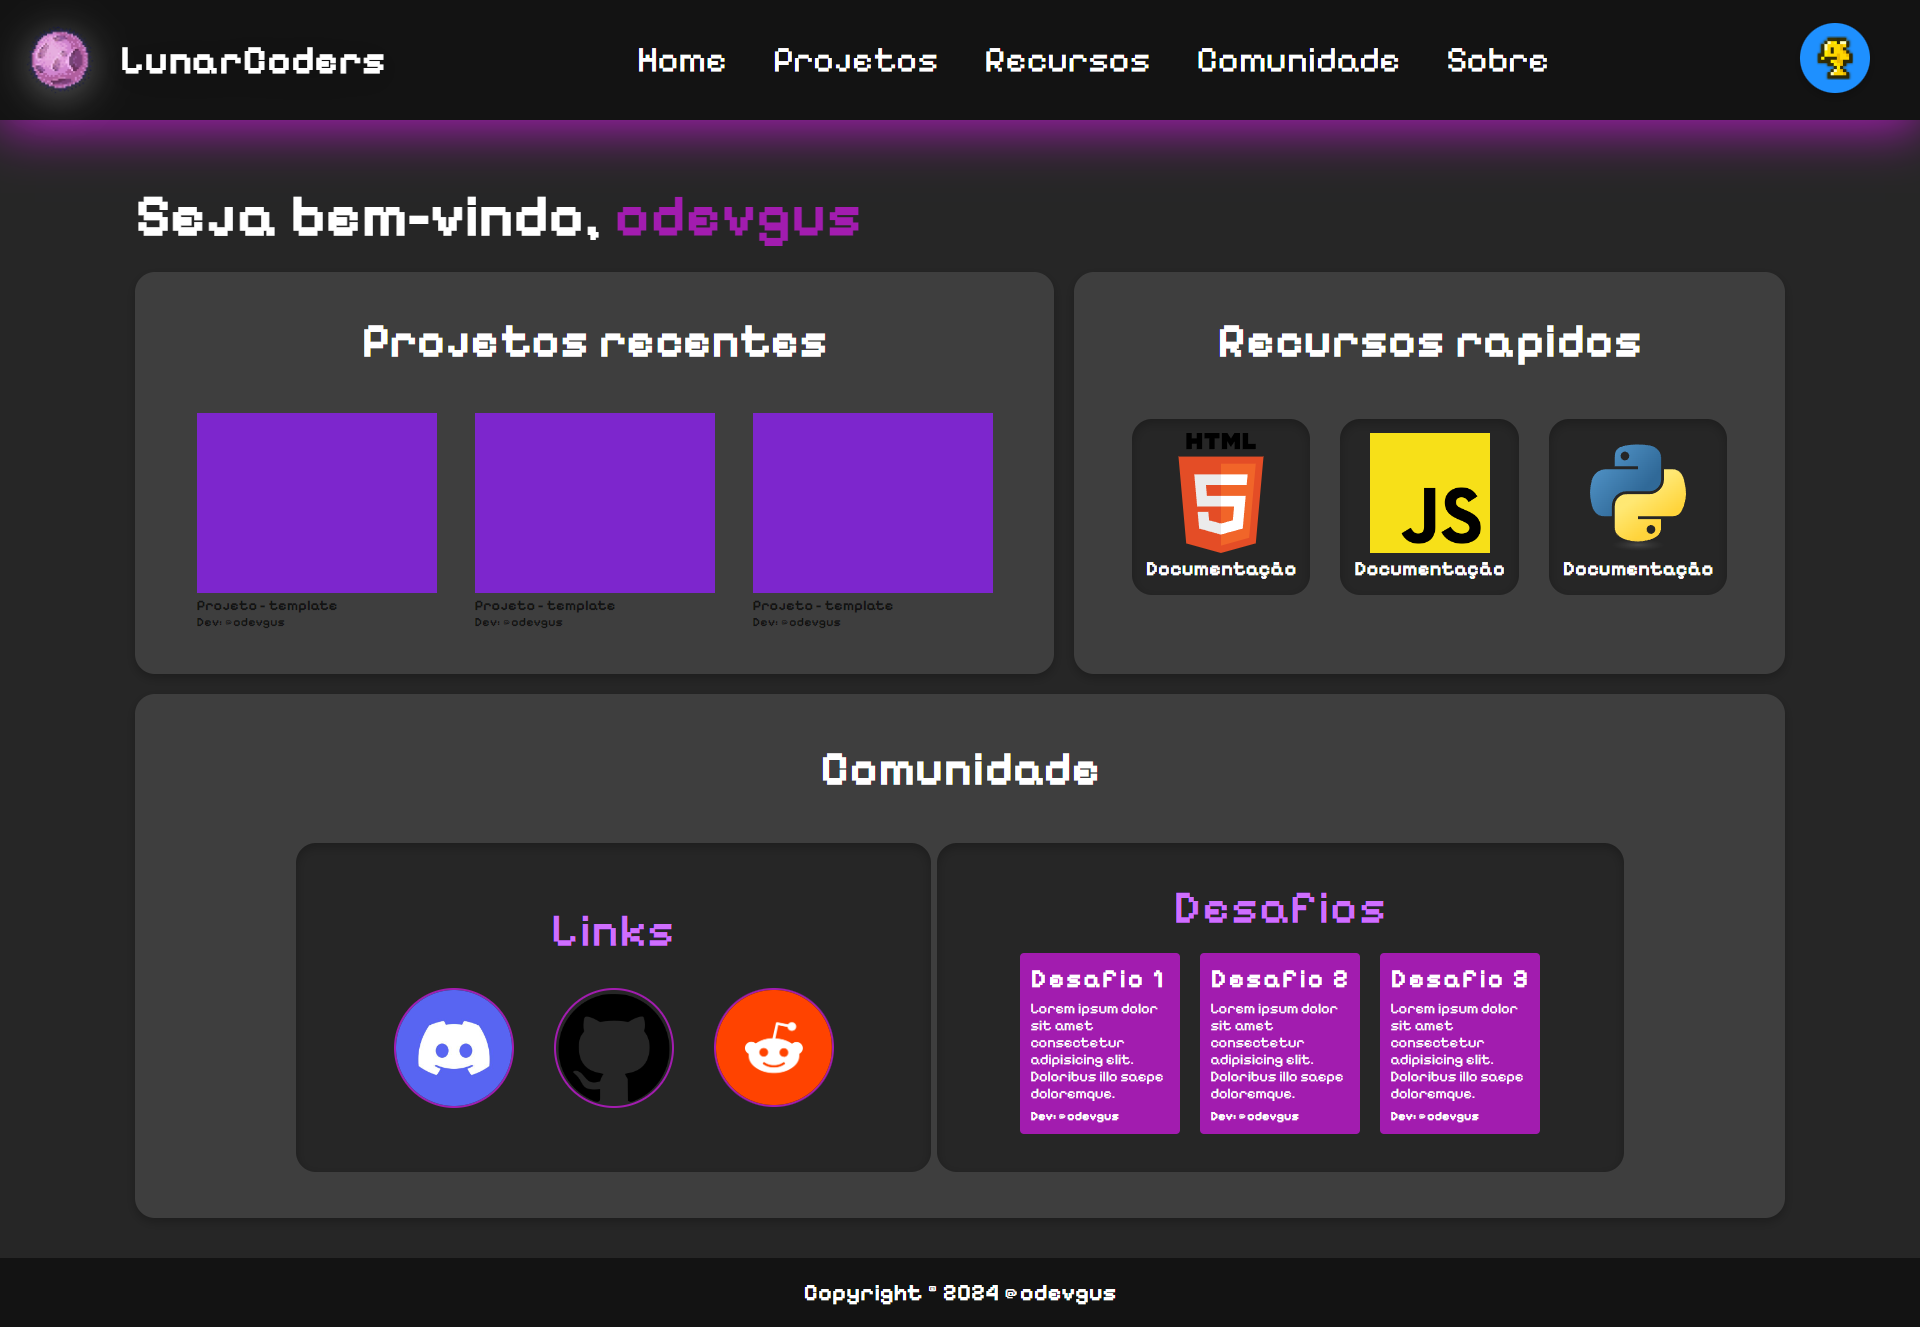 LunarCoders
Home Projetos Recursos Comunidade Sobre
Seja bem-vindo, odevgus
Projetos recentes
Projeto - template
Dev: @odevgus
Projeto - template
Dev: @odevgus
Projeto - template
Dev: @odevgus
Recursos rapidos
HTML
5
Documentação
JS
Documentação
Documentação
Comunidade
Links
Desafios
Desafio 1
Lorem ipsum dolor
sit amet
consectetur
adipisicing elit.
Doloribus illo saepe
doloremque.
Dev: @odevgus
Desafio 2
Lorem ipsum dolor
sit amet
consectetur
adipisicing elit.
Doloribus illo saepe
doloremque.
Dev: @odevgus
Desafio 3
Lorem ipsum dolor
sit amet
consectetur
adipisicing elit.
Doloribus illo saepe
doloremque.
Dev: @odevgus
Copyright © 2024 @odevgus